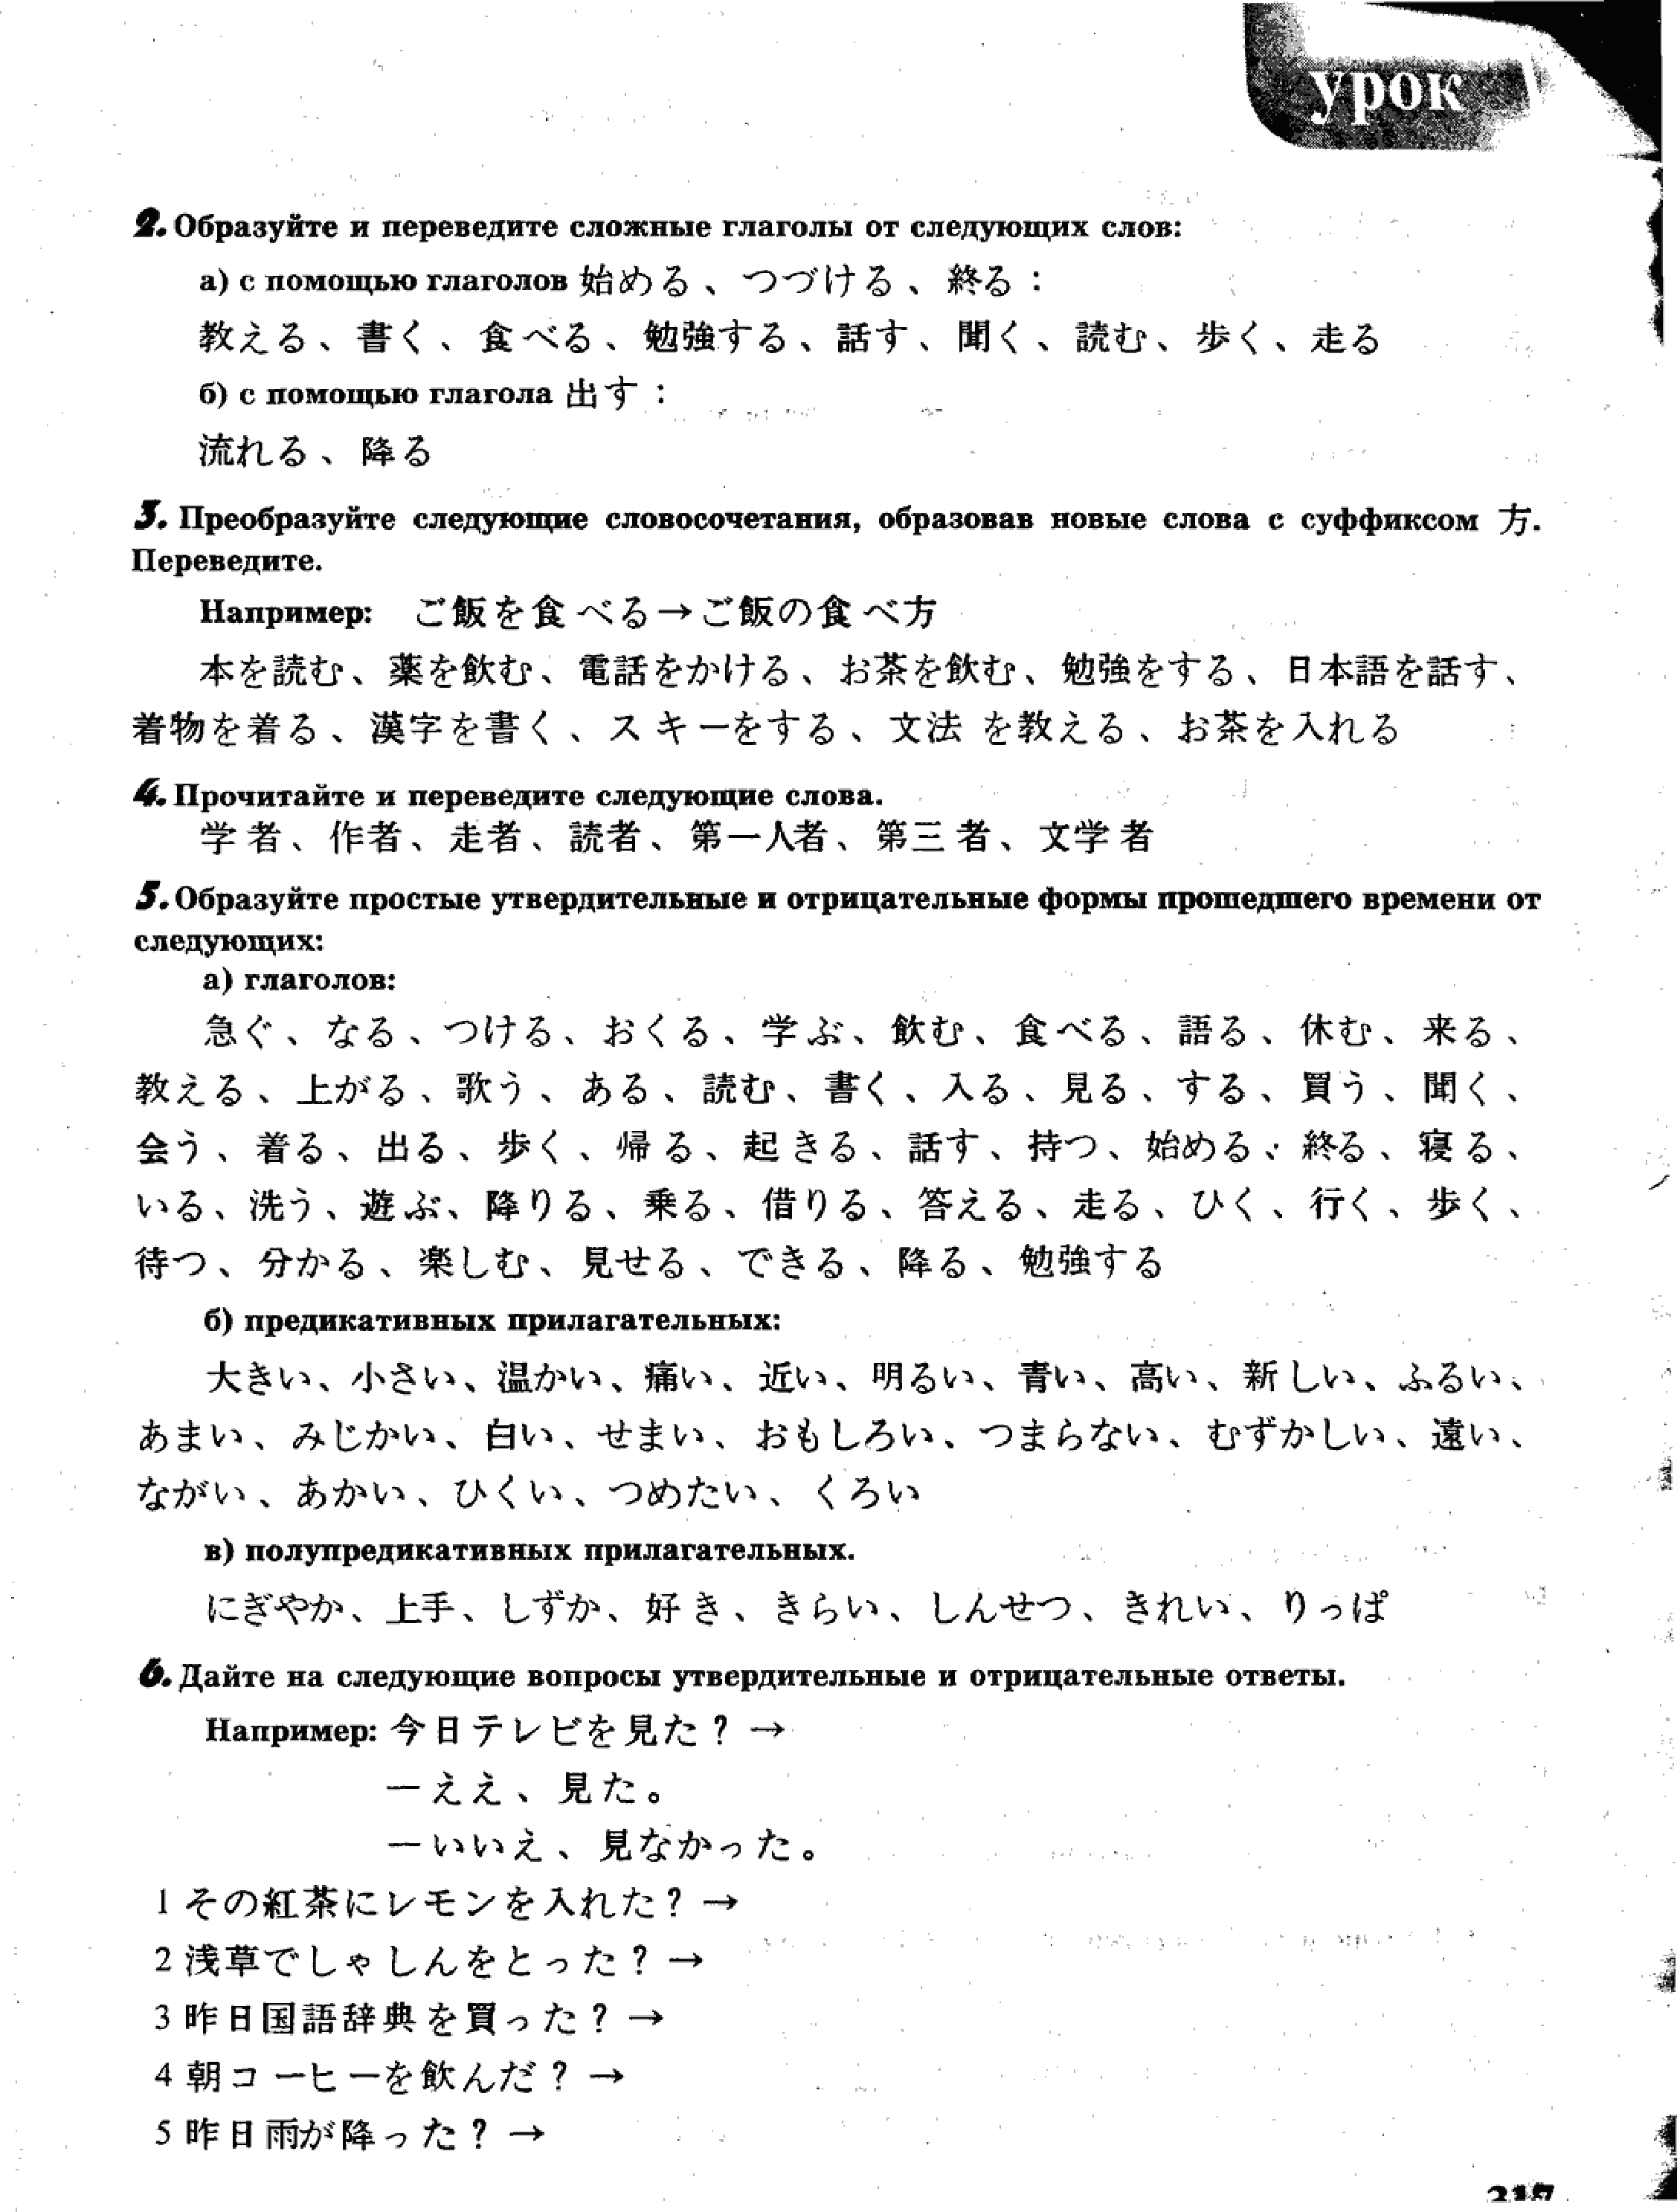 урок
2. Образуйте и переведите сложные глаголы от следующих слов:
а) с помощью глаголов 始める、つづける、終る：
教える、書く、食べる、勉強する、話す、聞く、読む、歩く、走る
б) с помощью глагола 出す：
流れる、降る
3. Преобразуйте следующие словосочетания, образовав новые слова с суффиксом 方.
Переведите.
Например: ご飯を食べる→ご飯の食べ方
本を読む、薬を飲む、電話をかける、お茶を飲む、勉強をする、日本語を話す、
着物を着る、漢字を書く、スキーをする、文法を教える、お茶を入れる
4. Прочитайте и переведите следующие слова.
学者、作者、走者、読者、第一人者、第三者、文学者
5. Образуйте простые утвердительные и отрицательные формы прошедшего времени от
следующих:
а) глаголов:
急ぐ、なる、つける、おくる、学ぶ、飲む、食べる、語る、休む、来る、
教える、上がる、歌う、ある、読む、書く、入る、見る、する、買う、聞く、
会う、着る、出る、歩く、帰る、起きる、話す、持つ、始める、終る、寝る、
いる、洗う、遊ぶ、降りる、乗る、借りる、答える、走る、ひく、行く、歩く、
待つ、分かる、楽しむ、見せる、できる、降る、勉強する
б) предикативных прилагательных:
大きい、小さい、温かい、痛い、近い、明るい、青い、高い、新しい、ふるい、
あまい、みじかい、白い、せまい、おもしろい、つまらない、むずかしい、遠い、
ながい、あかい、ひくい、つめたい、くろい
в) полупредикативных прилагательных.
にぎやか、上手、しずか、好き、きらい、しんせつ、きれい、りっぱ
6. Дайте на следующие вопросы утвердительные и отрицательные ответы.
Например: 今日テレビを見た？→
ーええ、見た。
ーいいえ、見なかった。
1 その紅茶にレモンを入れた？→
2 浅草でしゃしんをとった？→
3 昨日国語辞典を買った？→
4 朝コーヒーを飲んだ？→
5 昨日雨が降った？→